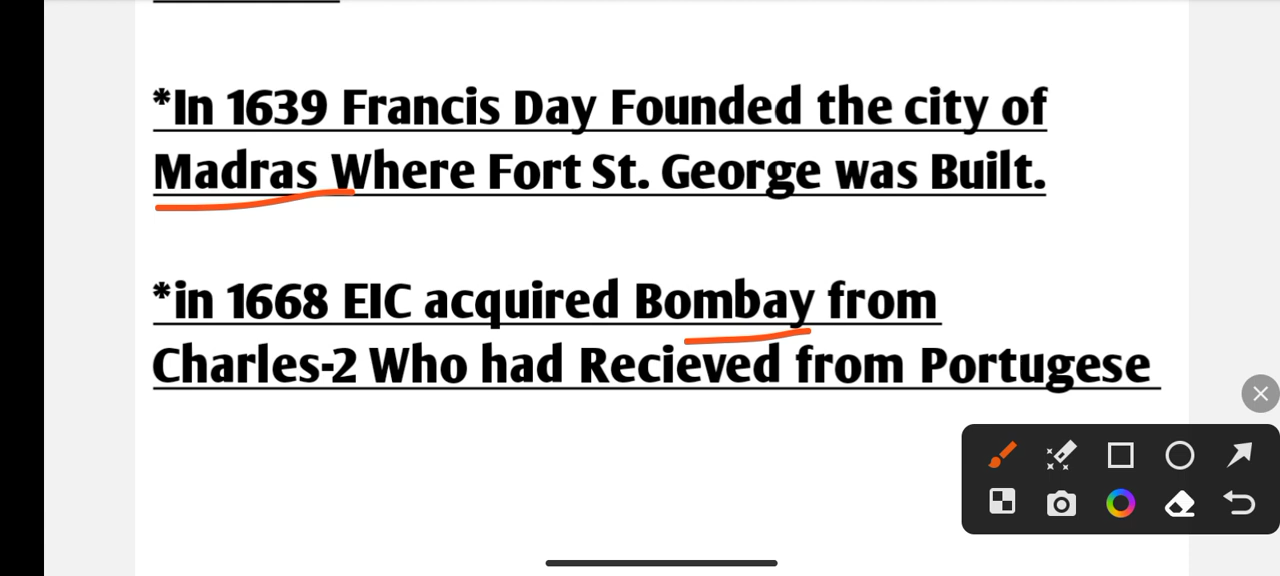 *In 1639 Francis Day Founded the city of
Madras Where Fort St. George was Built.
*in 1668 EIC acquired Bombay from
Charles-2 Who had Recieved from Portugese